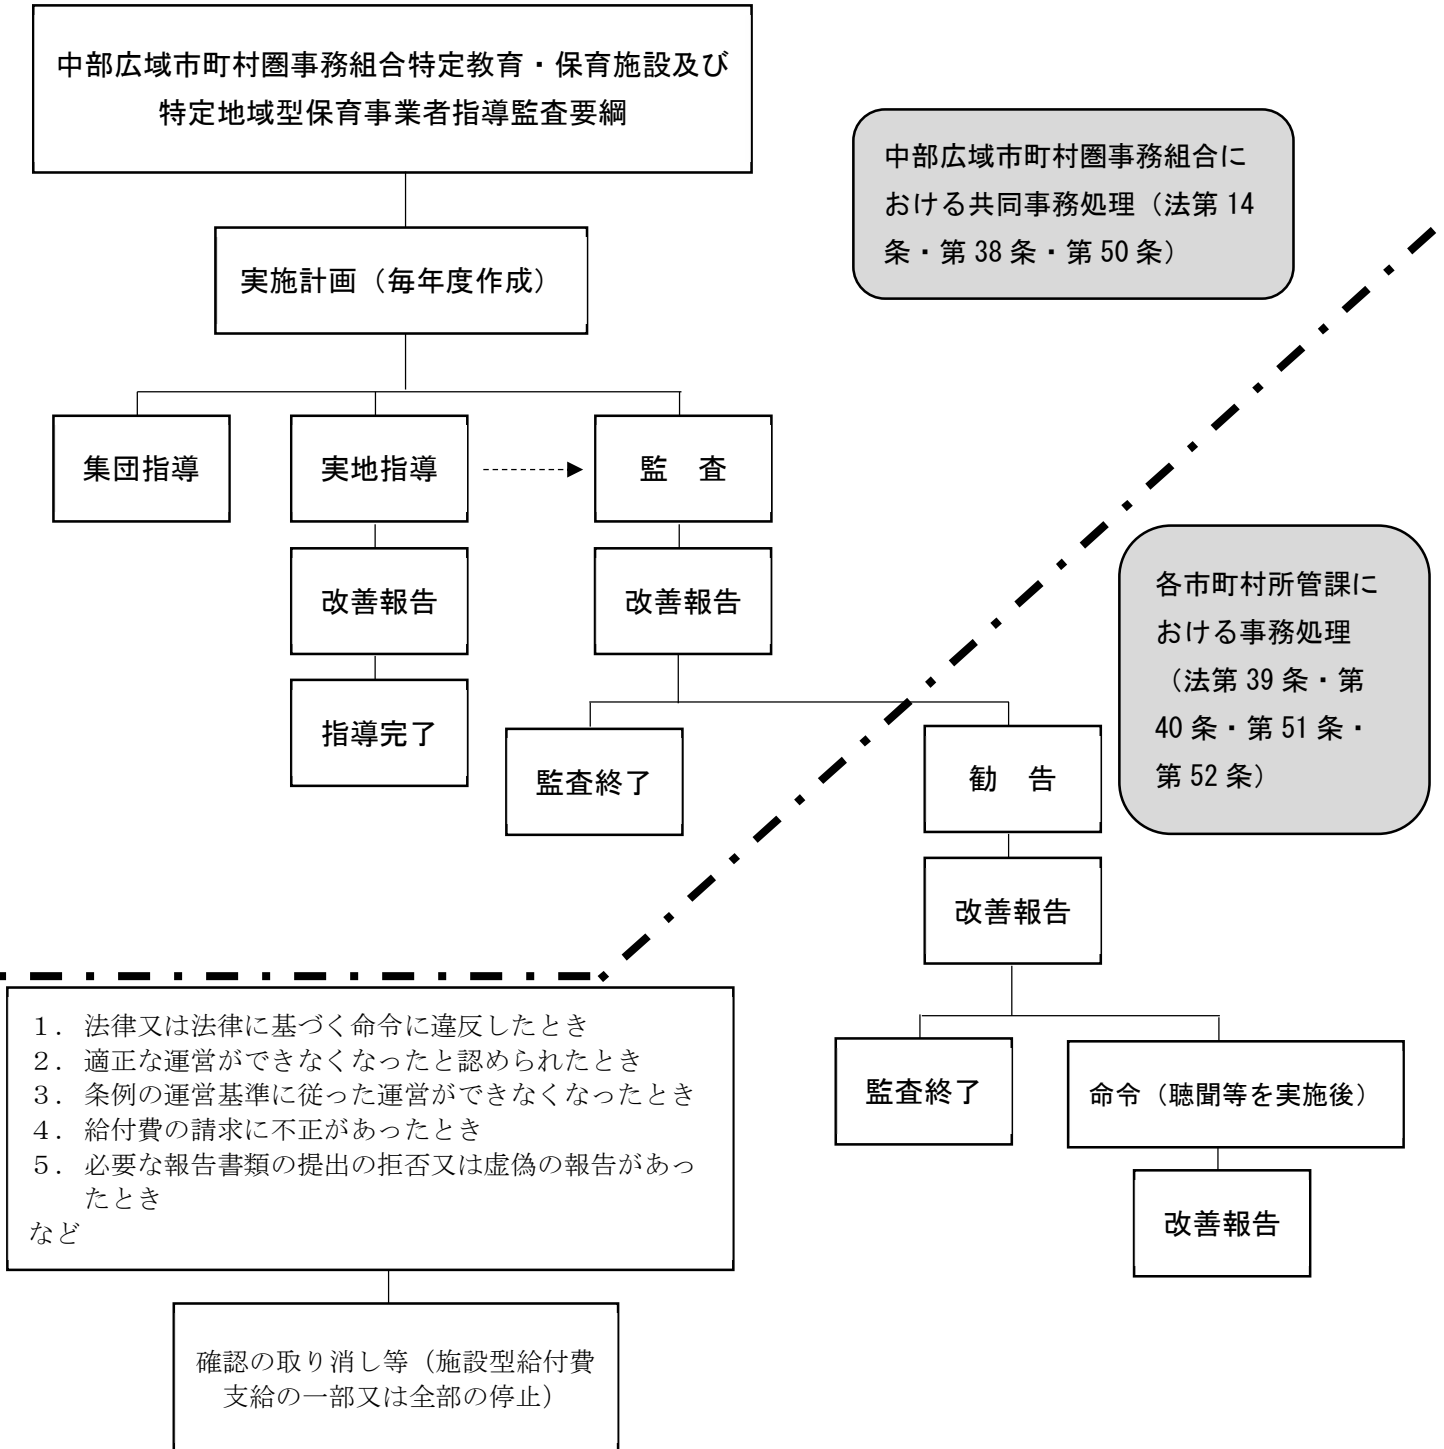 中部広域市町村圏事務組合特定教育・保育施設及び
特定地域型保育事業者指導監査要綱
中部広域市町村圏事務組合に
おける共同事務処理（法第 14
条・第 38 条・第 50 条）
実施計画（毎年度作成）
集団指導
実地指導
監　査
改善報告
改善報告
各市町村所管課に
おける事務処理
（法第 39 条・第
40 条・第 51 条・
第 52 条）
指導完了
監査終了
勧　告
改善報告
１．法律又は法律に基づく命令に違反したとき
２．適正な運営ができなくなったと認められたとき
３．条例の運営基準に従った運営ができなくなったとき
４．給付費の請求に不正があったとき
５．必要な報告書類の提出の拒否又は虚偽の報告があっ
たとき
など
監査終了
命令（聴聞等を実施後）
改善報告
確認の取り消し等（施設型給付費
支給の一部又は全部の停止）